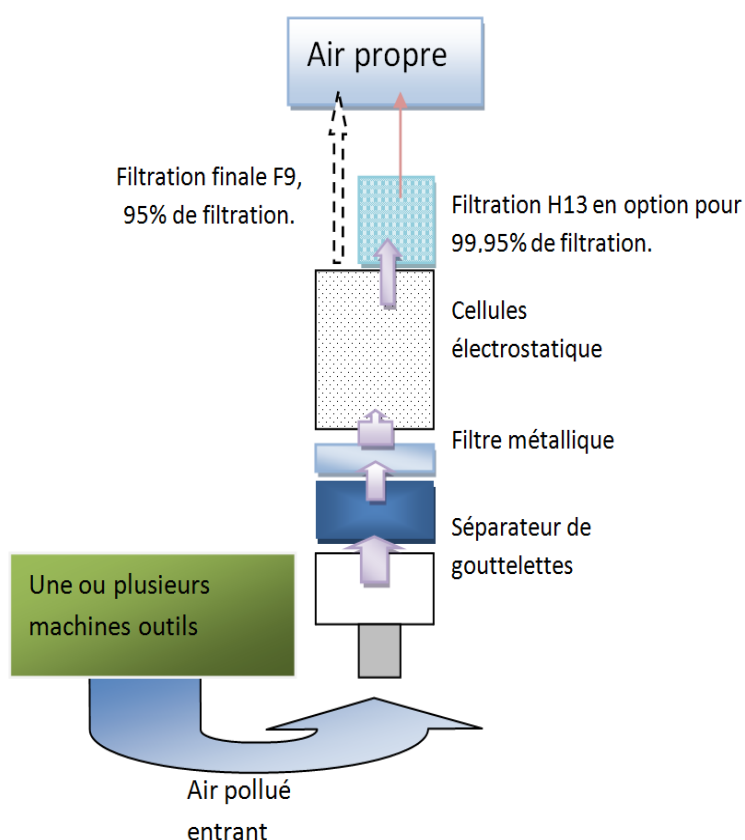 Air propre
Filtration finale F9,
95% de filtration.
Filtration H13 en option pour
99,95% de filtration.
Cellules
électrostatique
Filtre métallique
Séparateur de
gouttelettes
Une ou plusieurs
machines outils
Air pollué
entrant